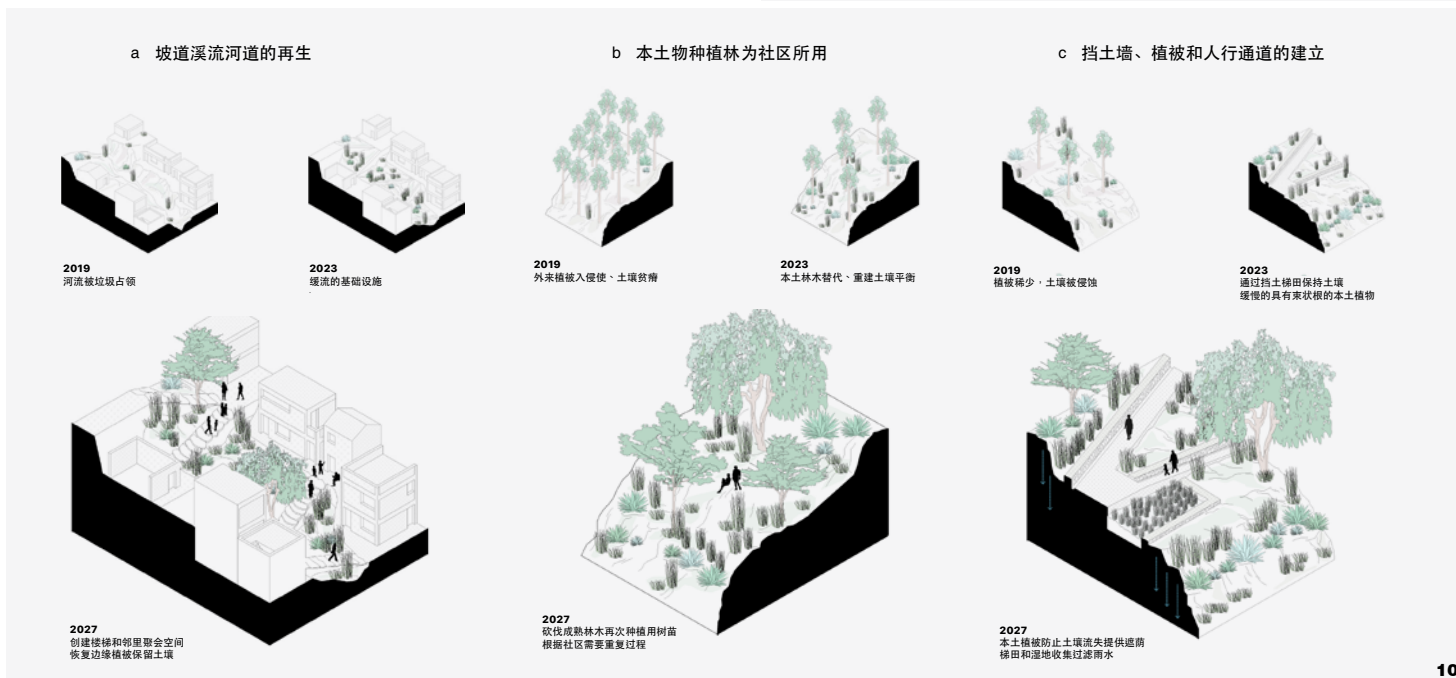 a 坡道溪流河道的再生
b 本土物种植林为社区所用
c 挡土墙、植被和人行通道的建立
2019
河流被垃圾占领
2023
缓流的基础设施
2019
外来植被入侵使、土壤贫瘠
2023
本土林木替代、重建土壤平衡
2019
植被稀少,土壤被侵蚀
2023
通过挡土梯田保持土壤
缓慢的具有束状根的本土植物
2027
创建楼梯和邻里聚会空间
恢复边缘植被保留土壤
2027
砍伐成熟林木再次种植用树苗
根据社区需要重复过程
2027
本土植被防止土壤流失提供遮荫
梯田和湿地收集过滤雨水
10